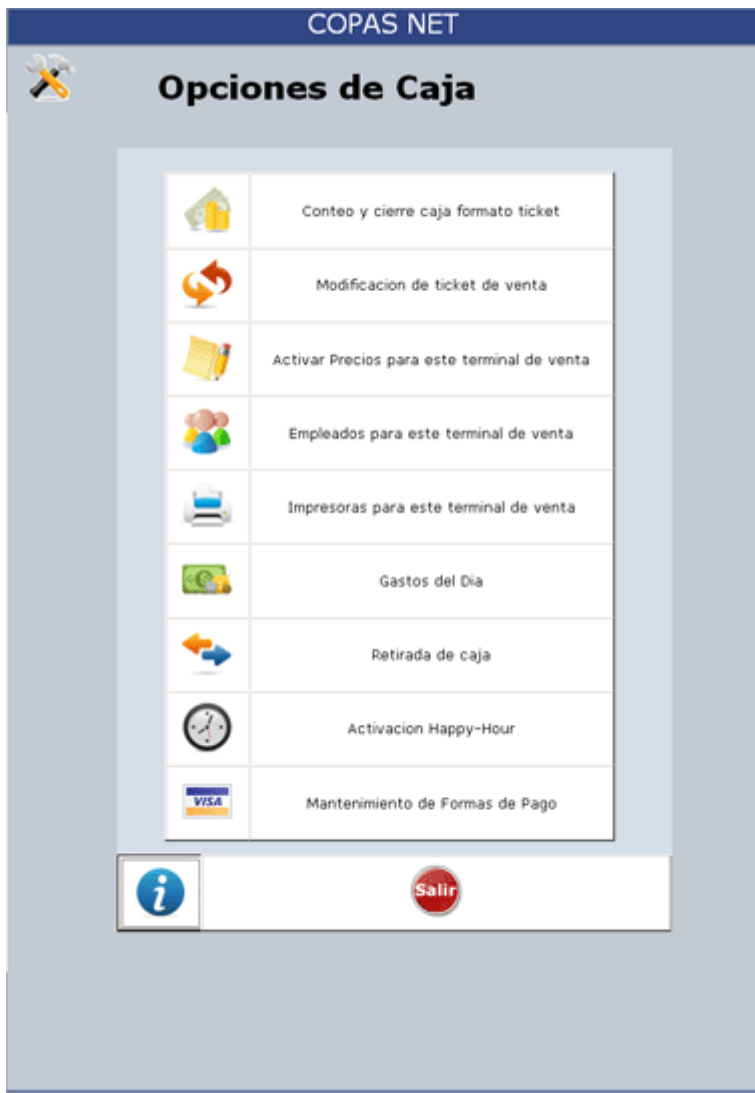 COPAS NET
Opciones de Caja
Conteo y cierre caja formato ticket
Modificacion de ticket de venta
Activar Precios para este terminal de venta
Empleados para este terminal de venta
Impresoras para este terminal de venta
Gastos del Dia
Retirada de caja
Activacion Happy-Hour
VISA
Mantenimiento de Formas de Pago
i
Salir